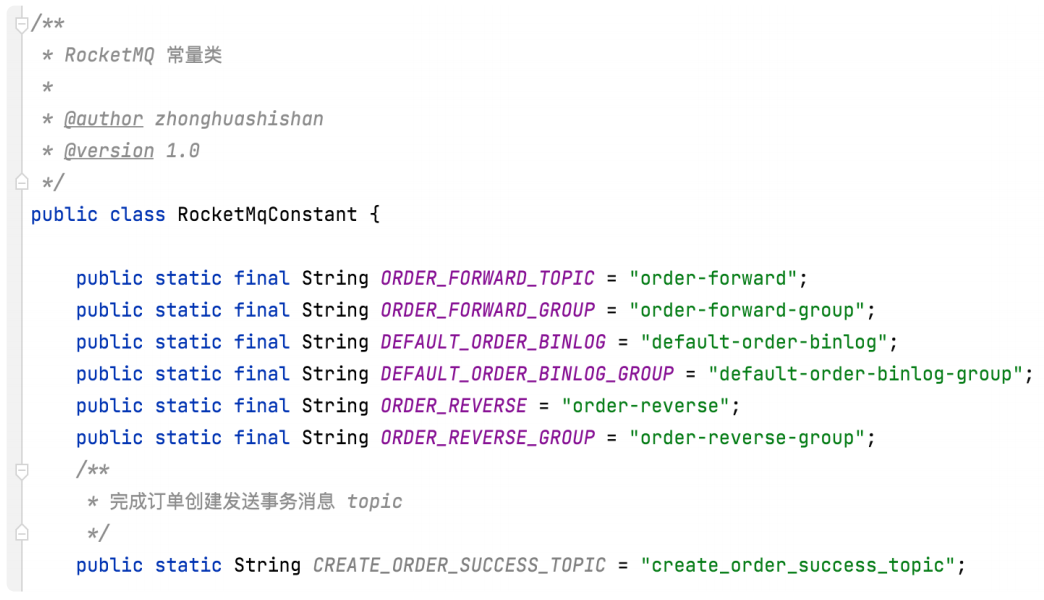 /**
 * RocketMQ 常量类
 *
 * @author zhonghuashishan
 * @version 1.0
 */
public class RocketMqConstant {
    public static final String ORDER_FORWARD_TOPIC = "order-forward";
    public static final String ORDER_FORWARD_GROUP = "order-forward-group";
    public static final String DEFAULT_ORDER_BINLOG = "default-order-binlog";
    public static final String DEFAULT_ORDER_BINLOG_GROUP = "default-order-binlog-group";
    public static final String ORDER_REVERSE = "order-reverse";
    public static final String ORDER_REVERSE_GROUP = "order-reverse-group";
    /**
     * 完成订单创建发送事务消息 topic
     */
    public static String CREATE_ORDER_SUCCESS_TOPIC = "create_order_success_topic";